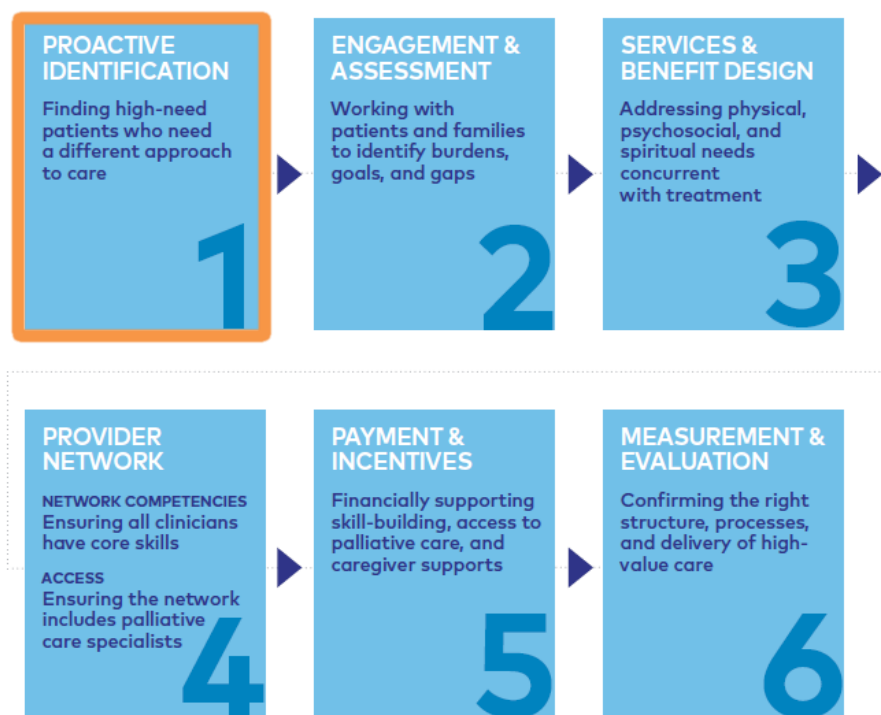 PROACTIVE
IDENTIFICATION
Finding high-need
patients who need
a different approach
to care
1
ENGAGEMENT &
ASSESSMENT
Working with
patients and families
to identify burdens,
goals, and gaps
2
SERVICES &
BENEFIT DESIGN
Addressing physical,
psychosocial, and
spiritual needs
concurrent
with treatment
3
PROVIDER
NETWORK
NETWORK COMPETENCIES
Ensuring all clinicians
have core skills
ACCESS
Ensuring the network
includes palliative
care specialists
4
PAYMENT &
INCENTIVES
Financially supporting
skill-building, access to
palliative care, and
caregiver supports
5
MEASUREMENT &
EVALUATION
Confirming the right
structure, processes,
and delivery of high-
value care
6